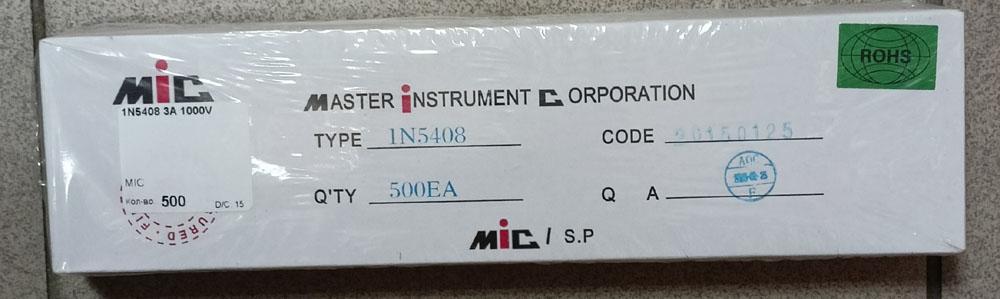 MiC
1N5408 3A 1000V
MIC
Кол-во 500 D/C 15
MASTER iNSTRUMENT CORPORATION
TYPE 1N5408
CODE 20150125
Q'TY 500EA
Q A
MiC / S.P
ROHS